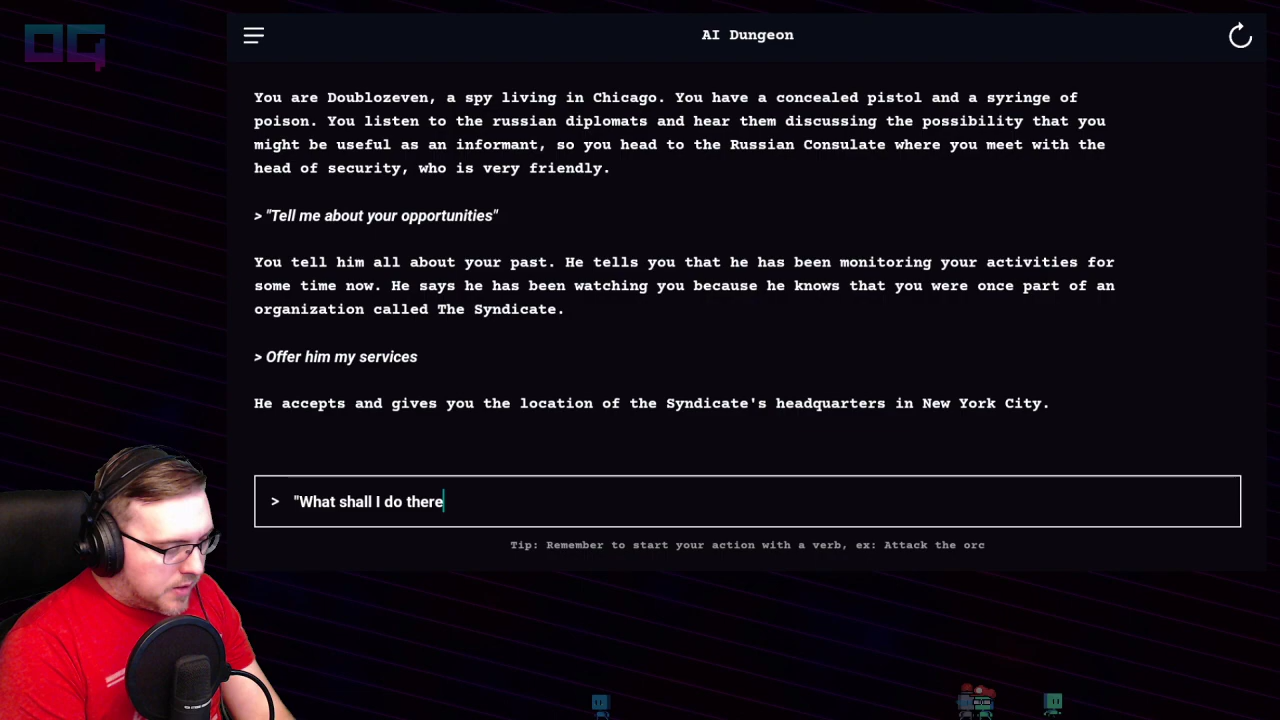 OG
AI Dungeon
You are Doublozeven, a spy living in Chicago. You have a concealed pistol and a syringe of
poison. You listen to the russian diplomats and hear them discussing the possibility that you
might be useful as an informant, so you head to the Russian Consulate where you meet with the
head of security, who is very friendly.
> "Tell me about your opportunities"
You tell him all about your past. He tells you that he has been monitoring your activities for
some time now. He says he has been watching you because he knows that you were once part of an
organization called The Syndicate.
> Offer him my services
He accepts and gives you the location of the Syndicate's headquarters in New York City.
> "What shall I do there
Tip: Remember to start your action with a verb, ex: Attack the orc